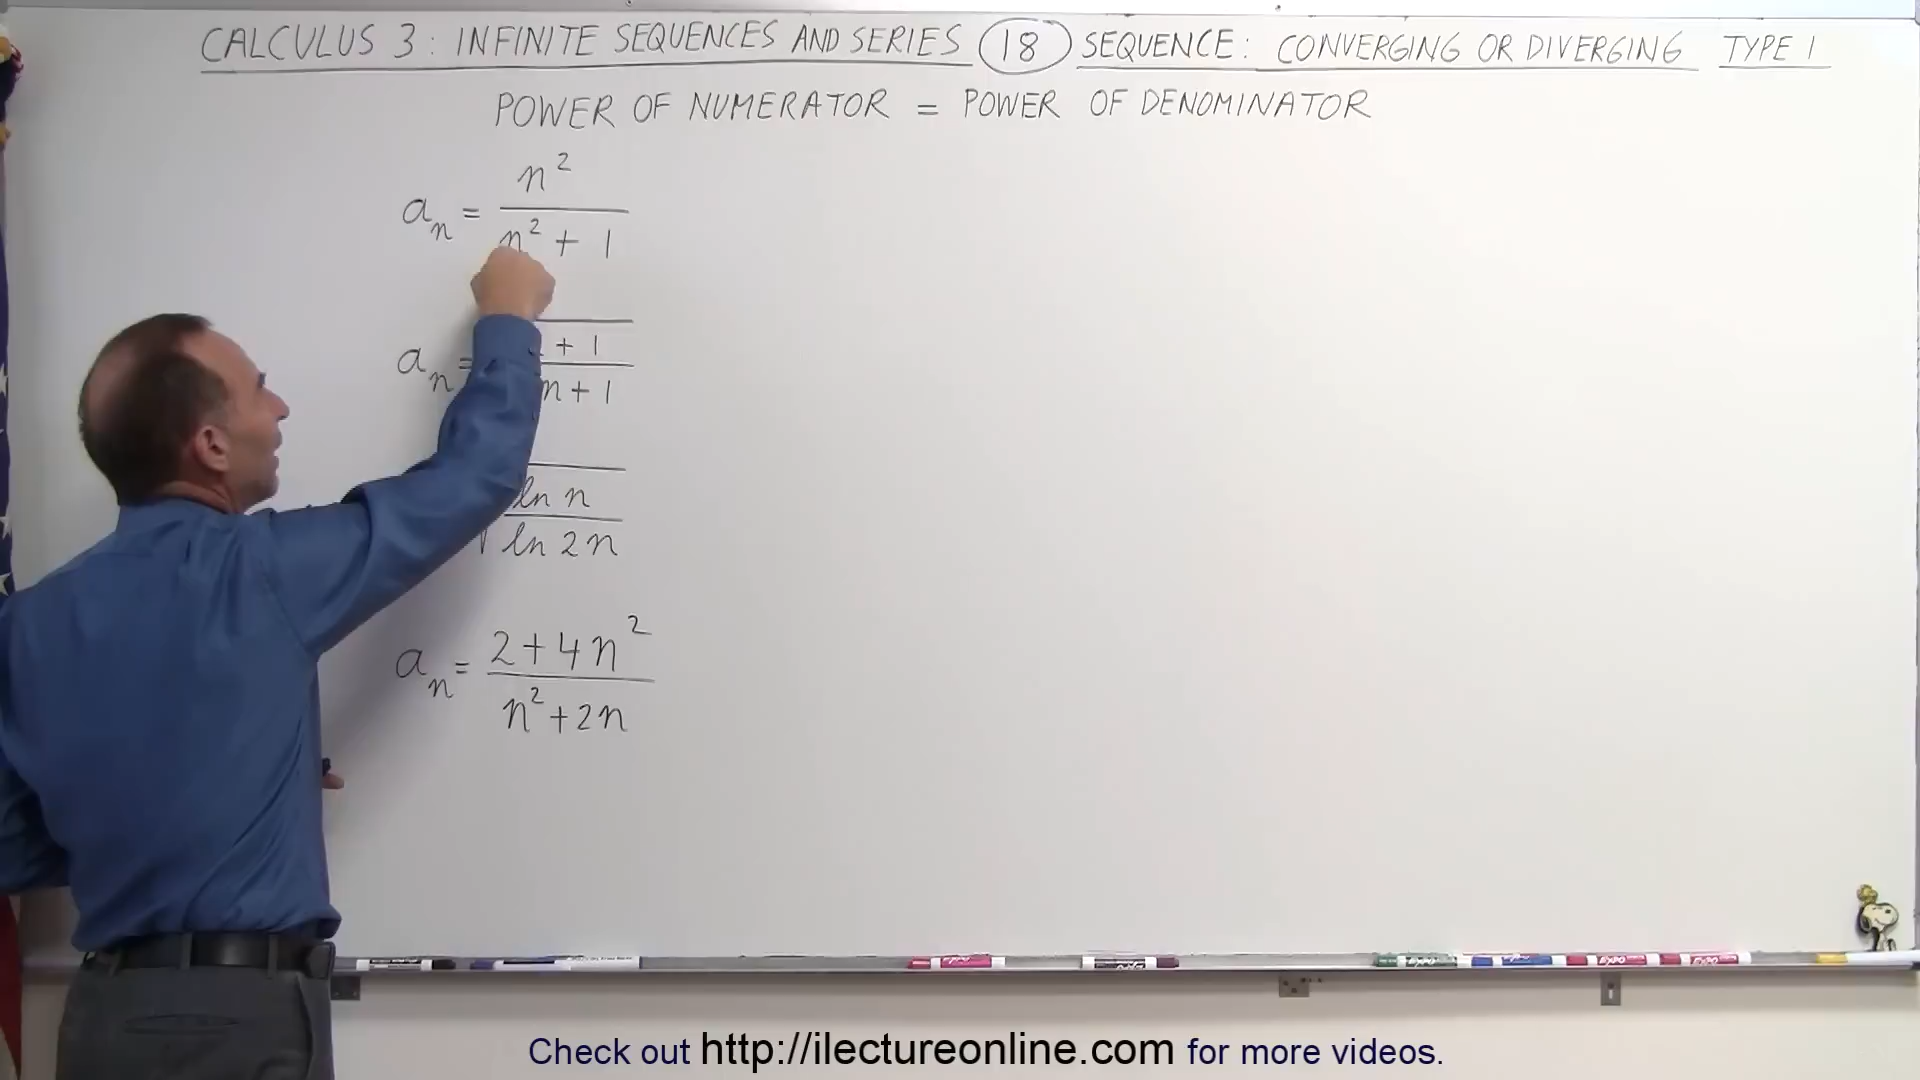 CALCULUS 3: INFINITE SEQUENCES AND SERIES 18 SEQUENCE: CONVERGING OR DIVERGING TYPE 1
POWER OF NUMERATOR = POWER OF DENOMINATOR
aₙ = n² / (n² + 1)
aₙ = + 1 / n + 1
√ ln n / ln 2n
aₙ = (2 + 4n²) / (n² + 2n)
Check out http://ilectureonline.com for more videos.